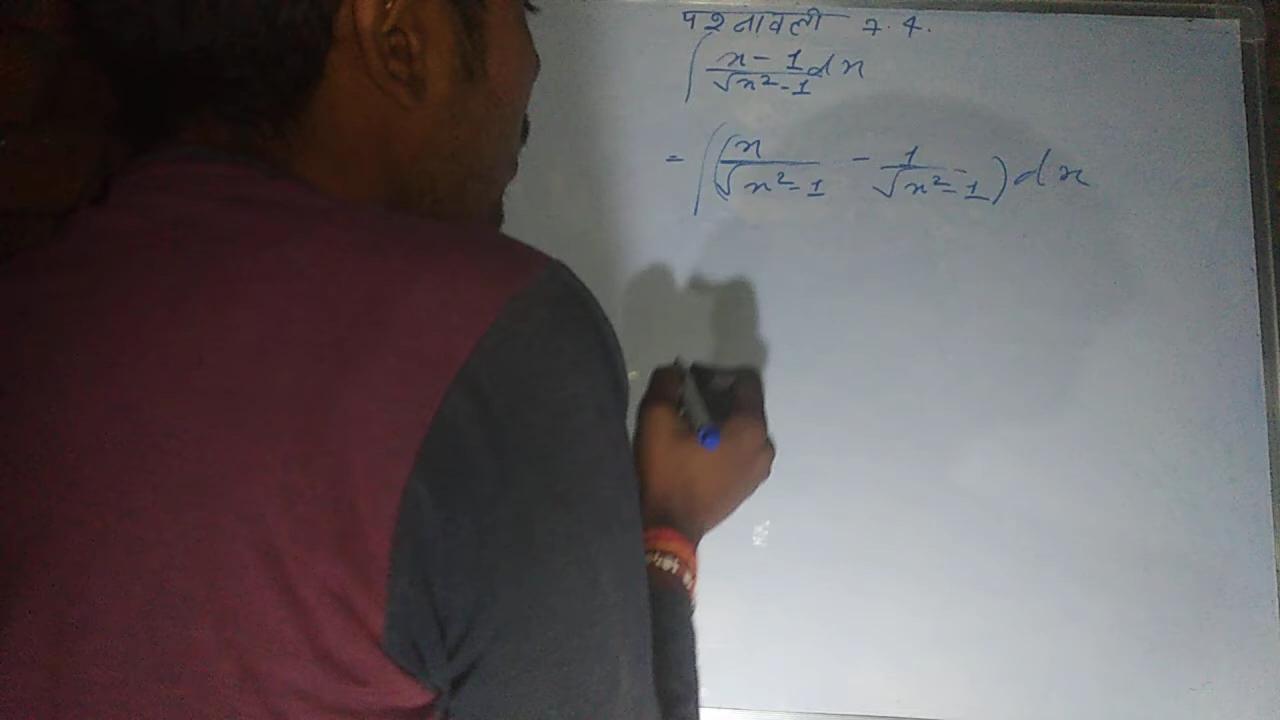 प्रश्नावली 7.4.
∫ x - 1 / √x² - 1 dx
= ∫ ( x / √x² - 1 - 1 / √x² - 1 ) dx